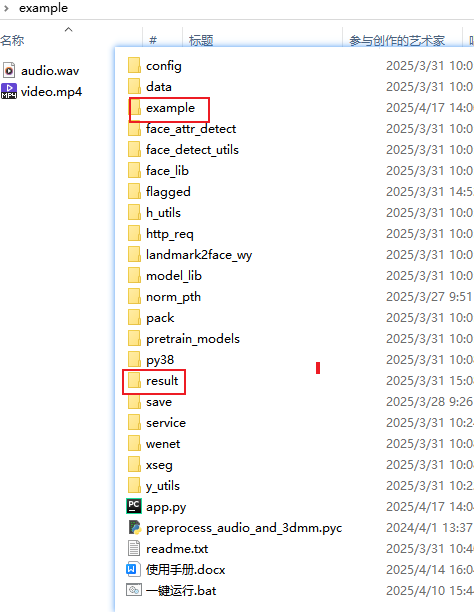 example
名称
#
标题
参与创作的艺术家
audio.wav
video.mp4
config 2025/3/31 10:0
data 2025/3/31 10:0
example 2025/4/17 14:0
face_attr_detect 2025/3/31 10:0
face_detect_utils 2025/3/31 10:0
face_lib 2025/3/31 10:0
flagged 2025/3/31 14:5
h_utils 2025/3/31 10:0
http_req 2025/3/31 10:0
landmark2face_wy 2025/3/31 10:0
model_lib 2025/3/31 10:0
norm_pth 2025/3/27 9:51
pack 2025/3/31 10:0
pretrain_models 2025/3/31 10:0
py38 2025/3/31 10:0
result 2025/3/31 15:0
save 2025/3/28 9:26
service 2025/3/31 10:2
wenet 2025/3/31 10:0
xseg 2025/3/31 10:0
y_utils 2025/3/31 10:2
app.py 2025/4/17 14:0
preprocess_audio_and_3dmm.pyc 2024/4/1 13:37
readme.txt 2025/3/31 10:4
使用手册.docx 2025/4/14 16:0
一键运行.bat 2025/4/10 15:4